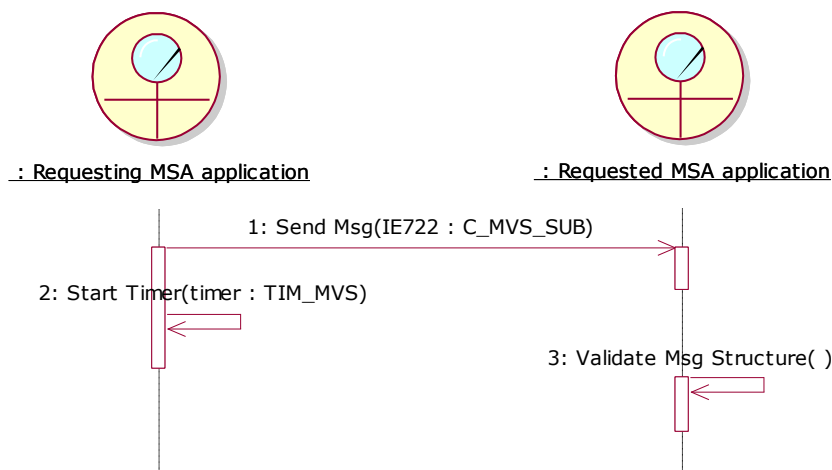 : Requesting MSA application
: Requested MSA application
1: Send Msg(IE722 : C_MVS_SUB)
2: Start Timer(timer : TIM_MVS)
3: Validate Msg Structure( )